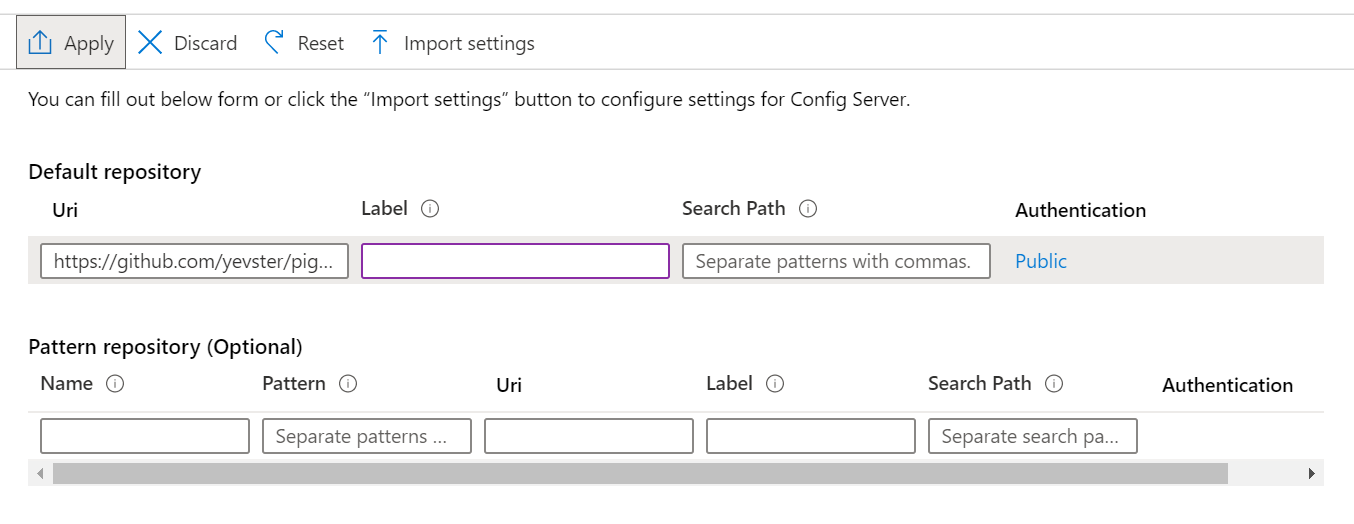 Apply Discard Reset Import settings
You can fill out below form or click the “Import settings” button to configure settings for Config Server.
Default repository
Uri Label Search Path Authentication
https://github.com/yevster/pig... Separate patterns with commas. Public
Pattern repository (Optional)
Name Pattern Uri Label Search Path Authentication
Separate patterns ... Separate search pa...